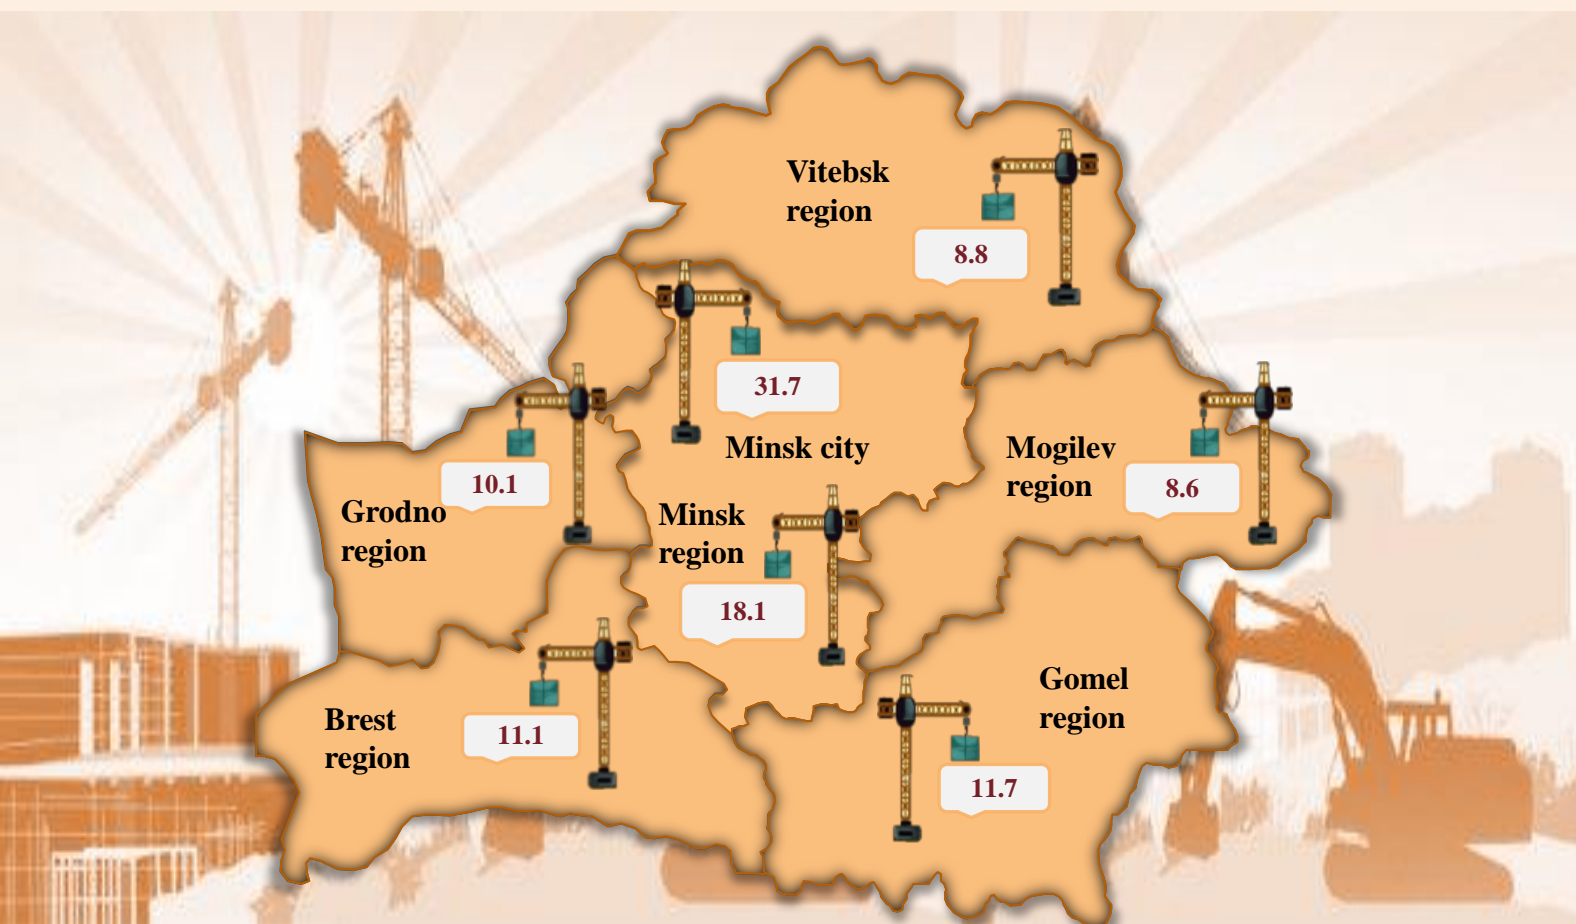 Vitebsk
region
8.8
31.7
Minsk city
Mogilev
region
8.6
10.1
Grodno
region
Minsk
region
18.1
Gomel
region
11.7
Brest
region
11.1